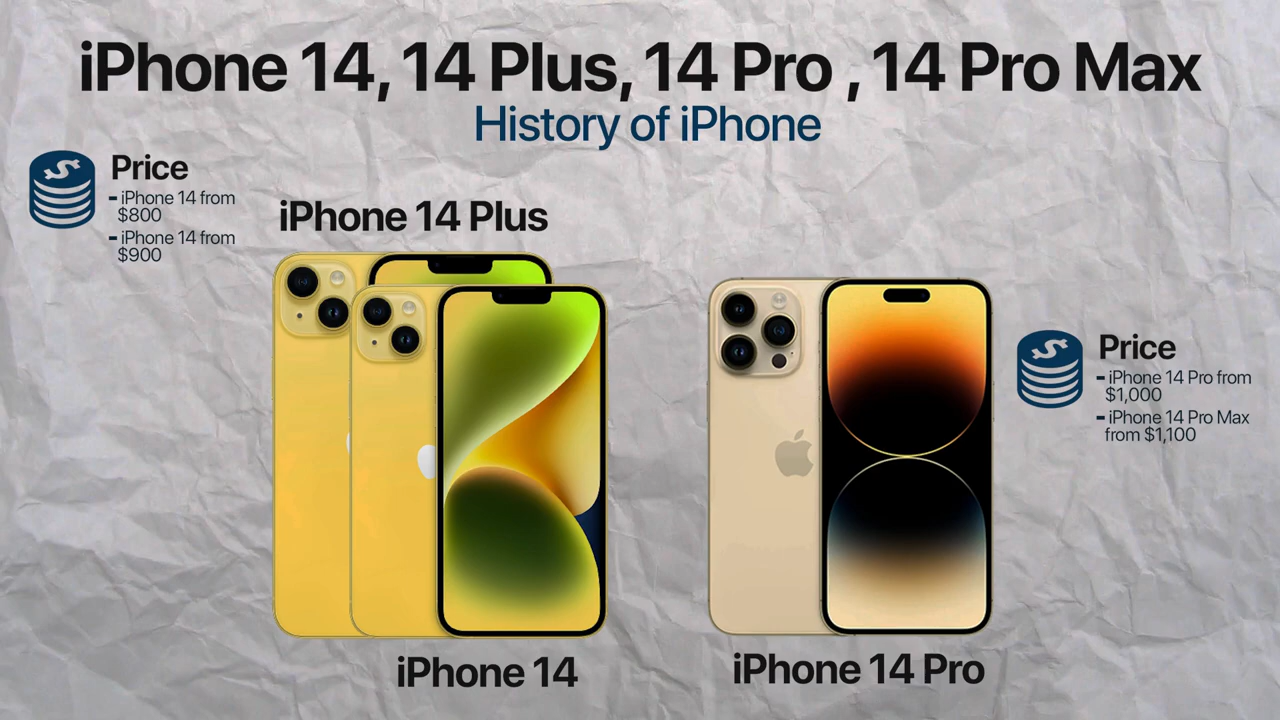 iPhone 14, 14 Plus, 14 Pro , 14 Pro Max
History of iPhone
Price
- iPhone 14 from
$800
- iPhone 14 from
$900
iPhone 14 Plus
iPhone 14
Price
- iPhone 14 Pro from
$1,000
- iPhone 14 Pro Max
from $1,100
iPhone 14 Pro